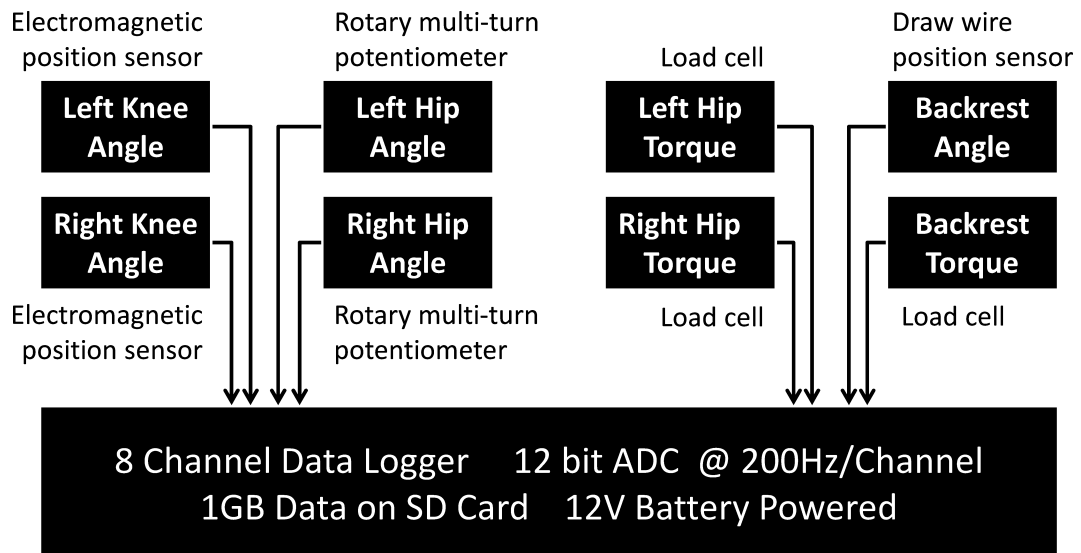 Electromagnetic
position sensor
Left Knee
Angle
Right Knee
Angle
Electromagnetic
position sensor
Rotary multi-turn
potentiometer
Left Hip
Angle
Right Hip
Angle
Rotary multi-turn
potentiometer
Load cell
Left Hip
Torque
Right Hip
Torque
Load cell
Draw wire
position sensor
Backrest
Angle
Backrest
Torque
Load cell
8 Channel Data Logger 12 bit ADC @ 200Hz/Channel
1GB Data on SD Card 12V Battery Powered